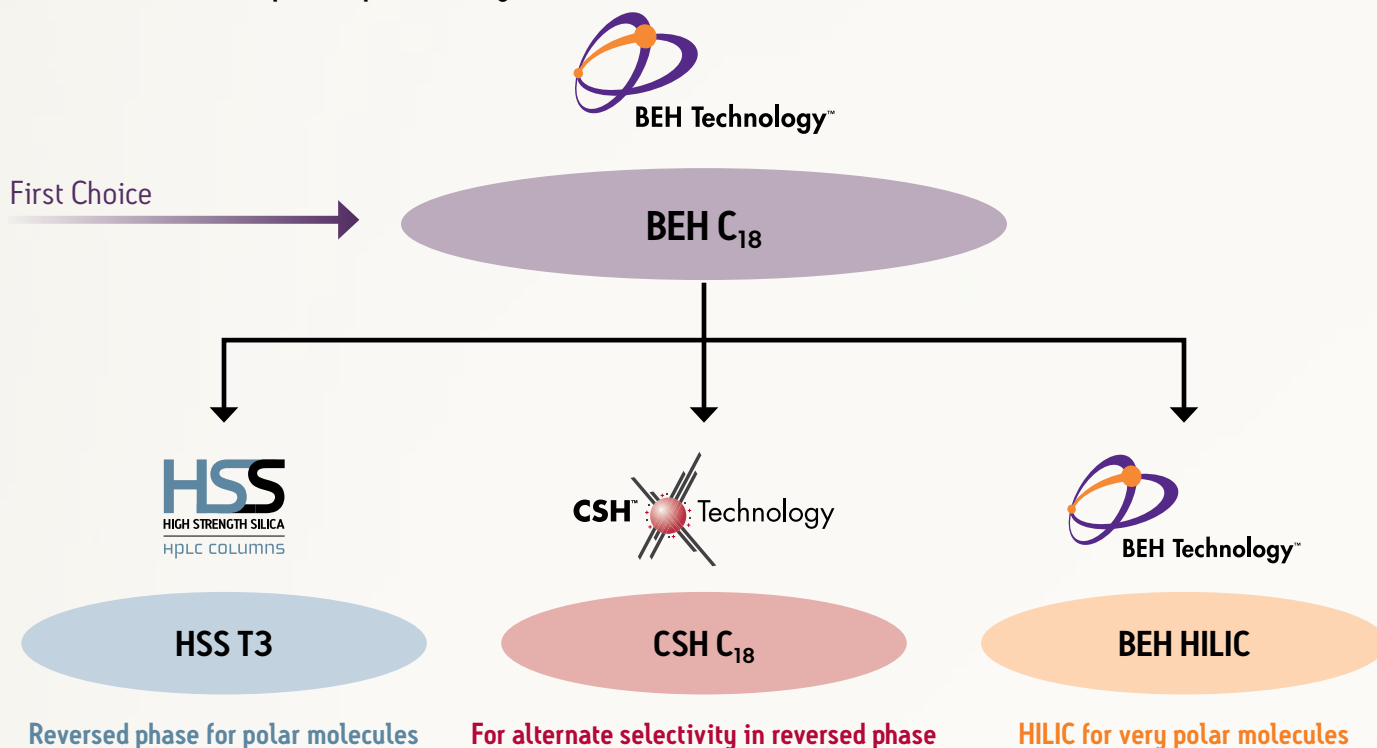 BEH Technology™
First Choice
BEH C₁₈
HSS
HIGH STRENGTH SILICA
HPLC COLUMNS
CSH™ Technology
BEH Technology™
HSS T3
CSH C₁₈
BEH HILIC
Reversed phase for polar molecules
For alternate selectivity in reversed phase
HILIC for very polar molecules